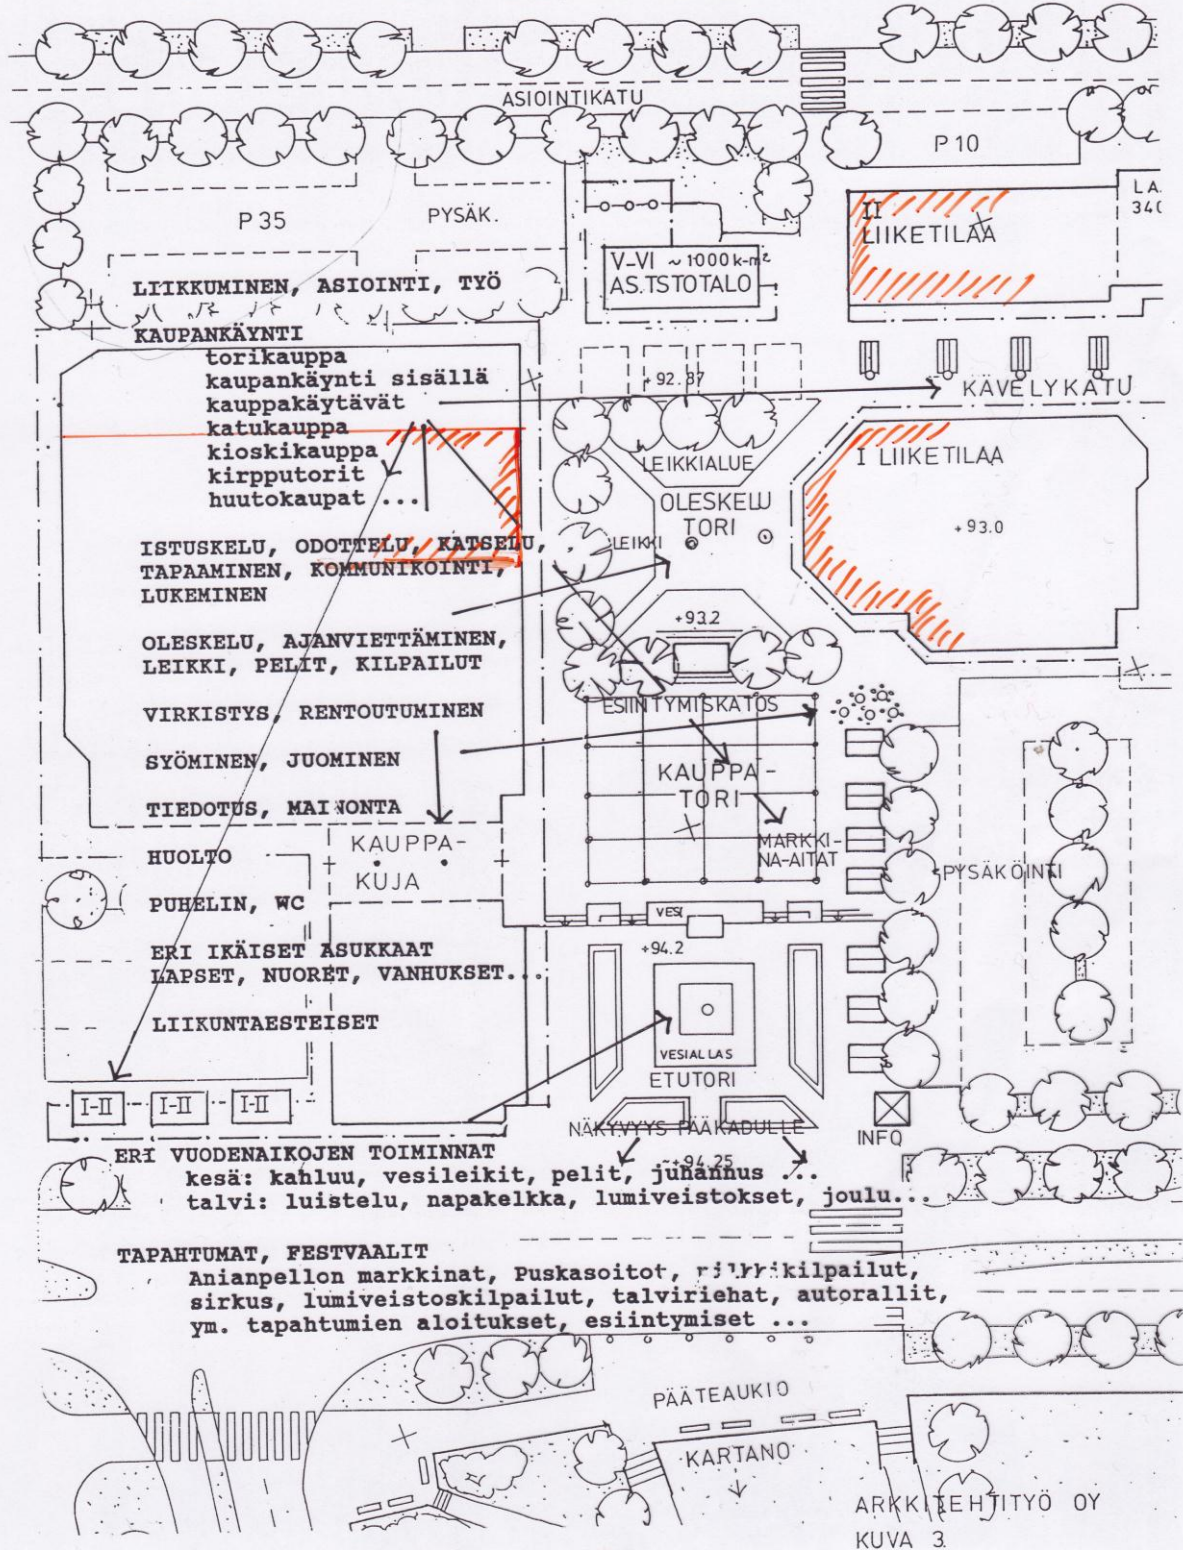 ASIOINTIKATU
P 10
P 35
PYSÄK.
V-VI ~ 1000 k-m²
AS.TSTOTALO
II
LIIKETILAA
LA.
LIIKKUMINEN, ASIOINTI, TYÖ
KAUPANKÄYNTI
torikauppa
kaupankäynti sisällä
kauppakäytävät
katukauppa
kioskikauppa
kirpputorit
huutokaupat ...
+92.87
KÄVELYKATU
LEIKKIALUE
I LIIKETILAA
OLESKELU
TORI
+93.0
LEIKKI
ISTUSKELU, ODOTTELU, KATSELU,
TAPAAMINEN, KOMMUNIKOINTI,
LUKEMINEN
OLESKELU, AJANVIETTÄMINEN,
LEIKKI, PELIT, KILPAILUT
+93.2
VIRKISTYS, RENTOUTUMINEN
ESIINTYMISKATOS
SYÖMINEN, JUOMINEN
KAUPPA-
TORI
TIEDOTUS, MAINONTA
MARKKI-
NA-AITAT
KAUPPA-
KUJA
HUOLTO
PYSÄKÖINTI
PUHELIN, WC
VESI
ERI IKÄISET ASUKKAAT
LAPSET, NUORET, VANHUKSET...
+94.2
LIIKUNTAESTEISET
VESIALLAS
ETUTORI
I-II
I-II
I-II
NÄKYVYYS PÄÄKADULLE
INFO
ERI VUODENAIKOJEN TOIMINNAT
+94.25
kesä: kahluu, vesileikit, pelit, juhannus ...
talvi: luistelu, napakelkka, lumiveistokset, joulu...
TAPAHTUMAT, FESTVAALIT
Anianpellon markkinat, Puskasoitot,
sirkus, lumiveistoskilpailut, talviriehat, autorallit,
ym. tapahtumien aloitukset, esiintymiset ...
PÄÄTEAUKIO
KARTANO
ARKKITEHTITYÖ OY
KUVA 3.